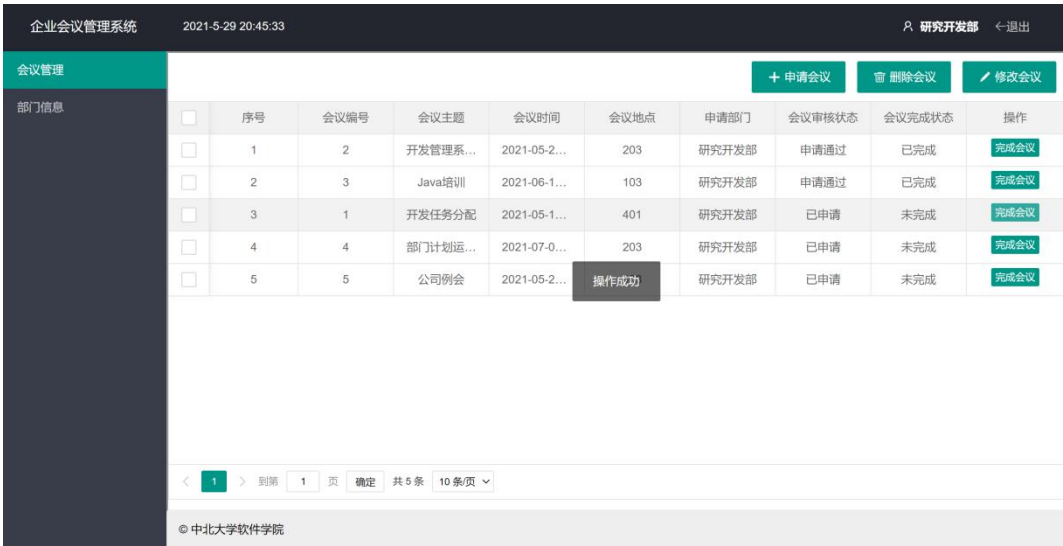 企业会议管理系统 2021-5-29 20:45:33 研究开发部 ←退出
会议管理
部门信息
+ 申请会议 删除会议 修改会议
序号 会议编号 会议主题 会议时间 会议地点 申请部门 会议审核状态 会议完成状态 操作
1 2 开发管理系... 2021-05-2... 203 研究开发部 申请通过 已完成 完成会议
2 3 Java培训 2021-06-1... 103 研究开发部 申请通过 已完成 完成会议
3 1 开发任务分配 2021-05-1... 401 研究开发部 已申请 未完成 完成会议
4 4 部门计划运... 2021-07-0... 203 研究开发部 已申请 未完成 完成会议
5 5 公司例会 2021-05-2... 研究开发部 已申请 未完成 完成会议
操作成功
< 1 > 到第 1 页 确定 共 5 条 10 条/页
© 中北大学软件学院